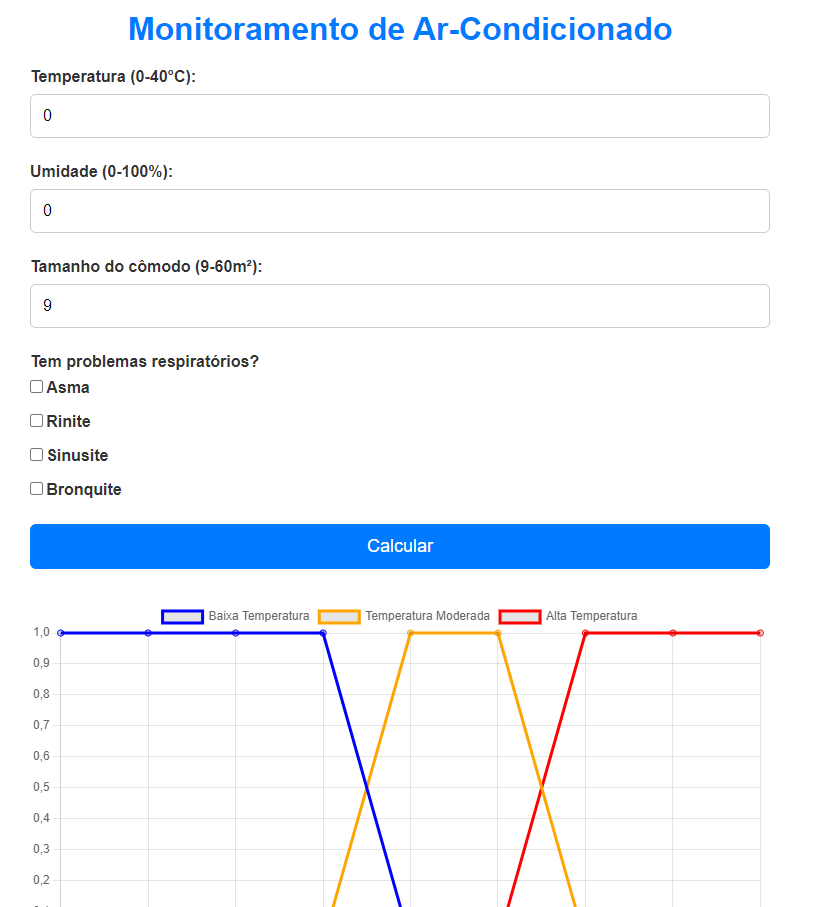 Monitoramento de Ar-Condicionado
Temperatura (0-40°C):
0
Umidade (0-100%):
0
Tamanho do cômodo (9-60m²):
9
Tem problemas respiratórios?
Asma
Rinite
Sinusite
Bronquite
Calcular
Baixa Temperatura Temperatura Moderada Alta Temperatura
1,0
0,9
0,8
0,7
0,6
0,5
0,4
0,3
0,2